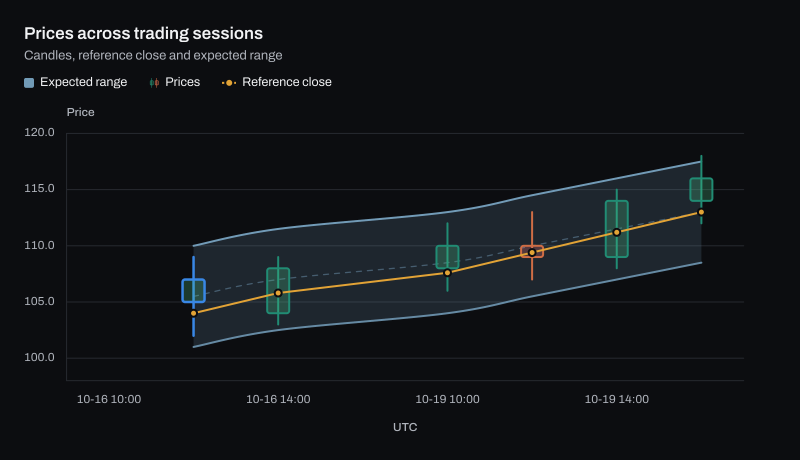 Prices across trading sessions
Candles, reference close and expected range
Expected range Prices Reference close
Price
120.0
115.0
110.0
105.0
100.0
10-16 10:00 10-16 14:00 10-19 10:00 10-19 14:00
UTC